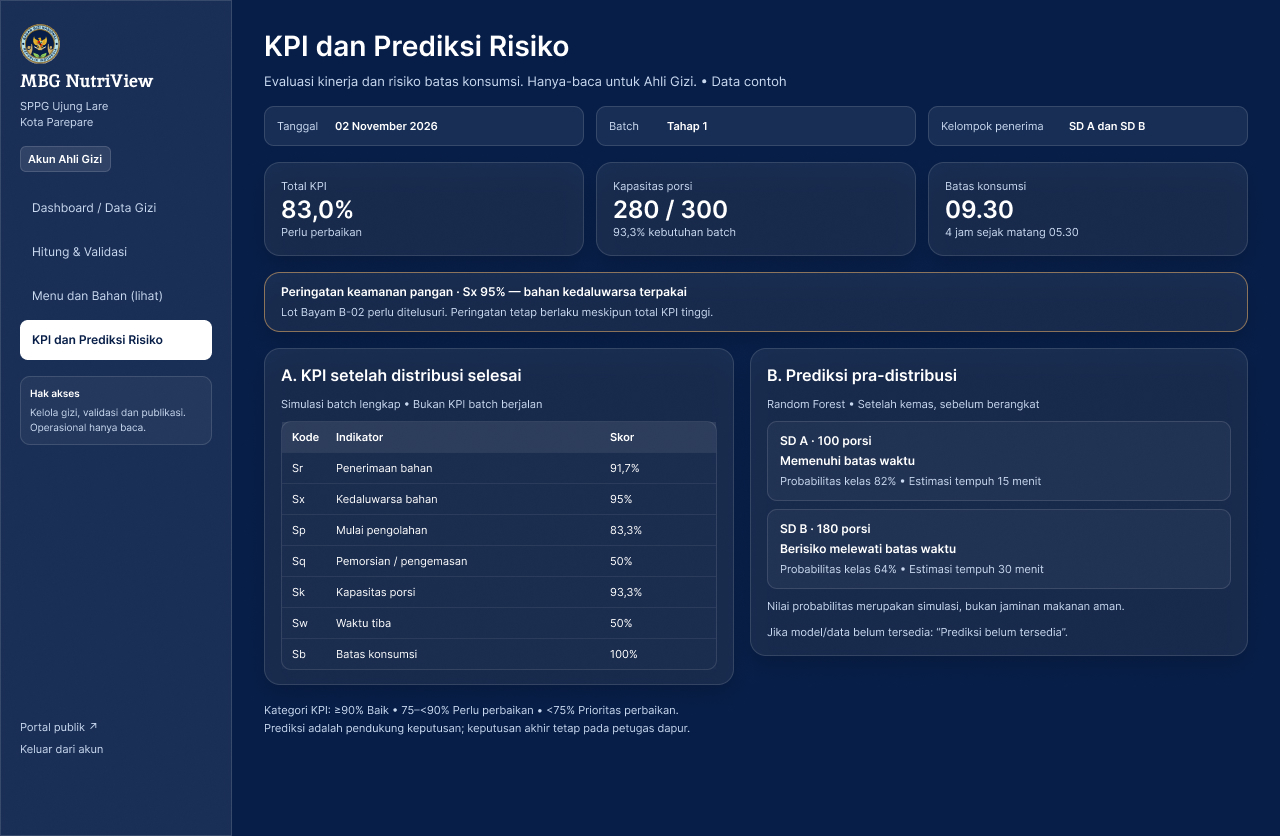 MBG NutriView
SPPG Ujung Lare
Kota Parepare
Akun Ahli Gizi
Dashboard / Data Gizi
Hitung & Validasi
Menu dan Bahan (lihat)
KPI dan Prediksi Risiko
Hak akses
Kelola gizi, validasi dan publikasi.
Operasional hanya baca.
Portal publik ↗
Keluar dari akun
KPI dan Prediksi Risiko
Evaluasi kinerja dan risiko batas konsumsi. Hanya-baca untuk Ahli Gizi. • Data contoh
Tanggal 02 November 2026
Batch Tahap 1
Kelompok penerima SD A dan SD B
Total KPI
83,0%
Perlu perbaikan
Kapasitas porsi
280 / 300
93,3% kebutuhan batch
Batas konsumsi
09.30
4 jam sejak matang 05.30
Peringatan keamanan pangan · Sx 95% — bahan kedaluwarsa terpakai
Lot Bayam B-02 perlu ditelusuri. Peringatan tetap berlaku meskipun total KPI tinggi.
A. KPI setelah distribusi selesai
Simulasi batch lengkap • Bukan KPI batch berjalan
Kode Indikator Skor
Sr Penerimaan bahan 91,7%
Sx Kedaluwarsa bahan 95%
Sp Mulai pengolahan 83,3%
Sq Pemorsian / pengemasan 50%
Sk Kapasitas porsi 93,3%
Sw Waktu tiba 50%
Sb Batas konsumsi 100%
B. Prediksi pra-distribusi
Random Forest • Setelah kemas, sebelum berangkat
SD A · 100 porsi
Memenuhi batas waktu
Probabilitas kelas 82% • Estimasi tempuh 15 menit
SD B · 180 porsi
Berisiko melewati batas waktu
Probabilitas kelas 64% • Estimasi tempuh 30 menit
Nilai probabilitas merupakan simulasi, bukan jaminan makanan aman.
Jika model/data belum tersedia: “Prediksi belum tersedia”.
Kategori KPI: ≥90% Baik • 75–<90% Perlu perbaikan • <75% Prioritas perbaikan.
Prediksi adalah pendukung keputusan; keputusan akhir tetap pada petugas dapur.